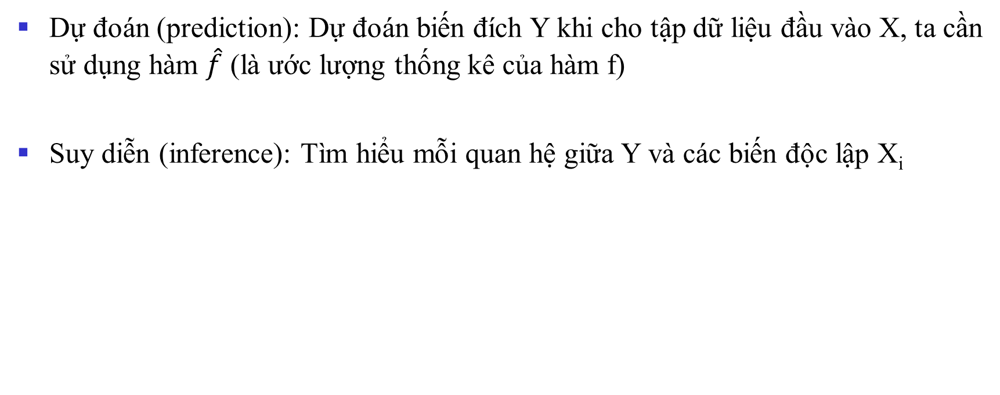 ▪ Dự đoán (prediction): Dự đoán biến đích Y khi cho tập dữ liệu đầu vào X, ta cần
sử dụng hàm f̂ (là ước lượng thống kê của hàm f)
▪ Suy diễn (inference): Tìm hiểu mỗi quan hệ giữa Y và các biến độc lập Xᵢ